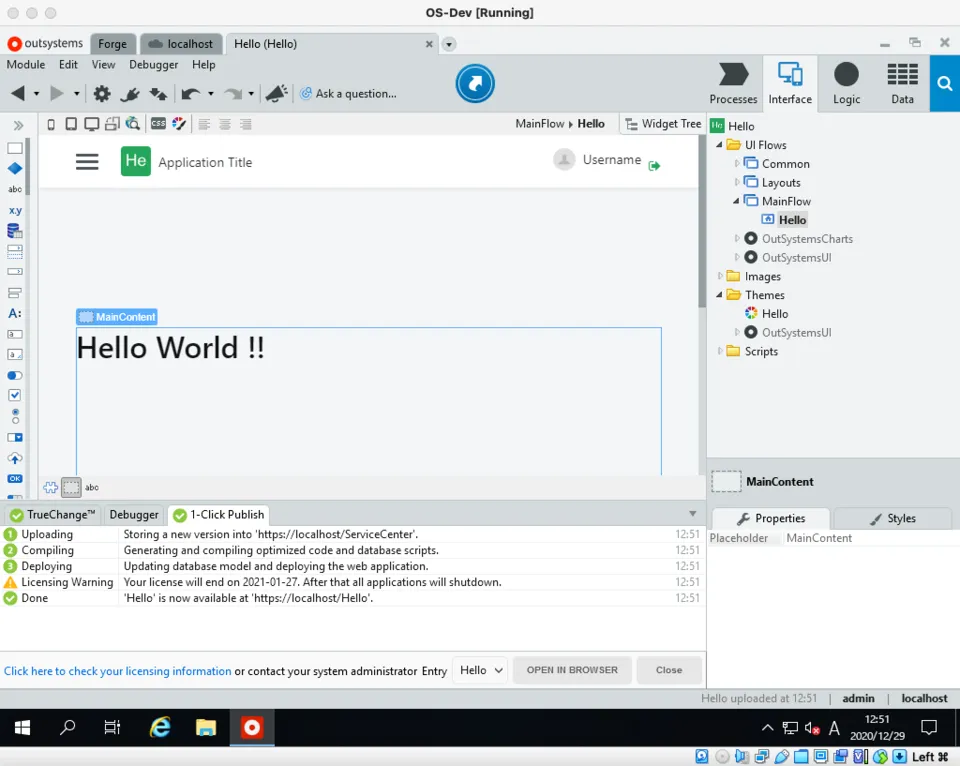 OS-Dev [Running]
outsystems
Forge
localhost
Hello (Hello)
Module Edit View Debugger Help
Ask a question...
Processes
Interface
Logic
Data
CSS
MainFlow Hello
Widget Tree
He Application Title
Username
abc
x.y
A:
OK
MainContent
Hello World !!
abc
He Hello
UI Flows
Common
Layouts
MainFlow
Hello
OutSystemsCharts
OutSystemsUI
Images
Themes
Hello
OutSystemsUI
Scripts
MainContent
Properties
Styles
Placeholder MainContent
TrueChange™ Debugger 1-Click Publish
1 Uploading Storing a new version into 'https://localhost/ServiceCenter'. 12:51
2 Compiling Generating and compiling optimized code and database scripts. 12:51
3 Deploying Updating database model and deploying the web application. 12:51
Licensing Warning Your license will end on 2021-01-27. After that all applications will shutdown. 12:51
Done 'Hello' is now available at 'https://localhost/Hello'. 12:51
Click here to check your licensing information or contact your system administrator Entry Hello OPEN IN BROWSER Close
Hello uploaded at 12:51 | admin | localhost
A
12:51
2020/12/29
Left ⌘